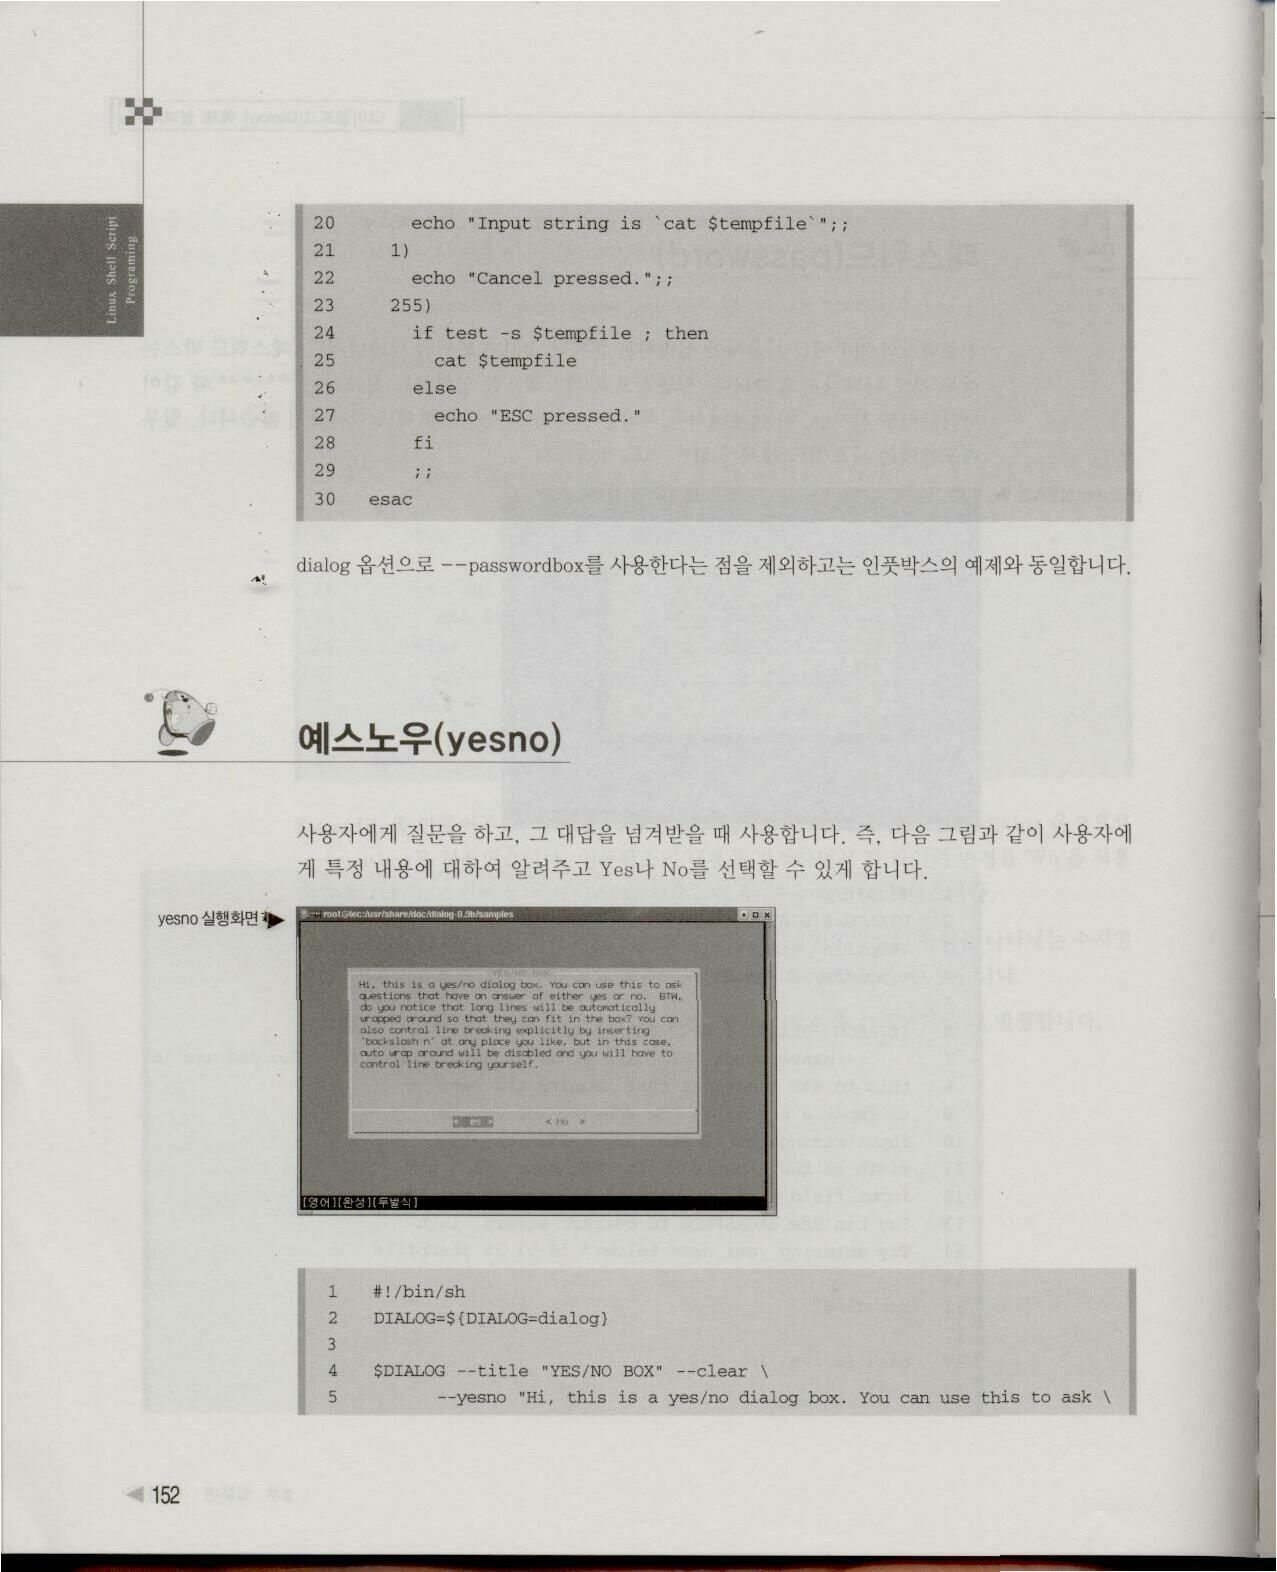 Linux Shell Script
Programing
20 echo "Input string is `cat $tempfile`";;
21 1)
22 echo "Cancel pressed.";;
23 255)
24 if test -s $tempfile ; then
25 cat $tempfile
26 else
27 echo "ESC pressed."
28 fi
29 ;;
30 esac
dialog 옵션으로 --passwordbox를 사용한다는 점을 제외하고는 인풋박스의 예제와 동일합니다.
예스노우(yesno)
사용자에게 질문을 하고, 그 대답을 넘겨받을 때 사용합니다. 즉, 다음 그림과 같이 사용자에
게 특정 내용에 대하여 알려주고 Yes나 No를 선택할 수 있게 합니다.
yesno 실행화면
root@tec:/usr/share/doc/dialog-0.9b/samples
YES/NO BOX
Hi, this is a yes/no dialog box. You can use this to ask
questions that have an answer of either yes or no. BTW,
do you notice that long lines will be automatically
wrapped around so that they can fit in the box? You can
also control line breaking explicitly by inserting
'backslash n' at any place you like, but in this case,
auto wrap around will be disabled and you will have to
control line breaking yourself.
< es > < No >
[영어][완성][두벌식]
1 #!/bin/sh
2 DIALOG=${DIALOG=dialog}
3
4 $DIALOG --title "YES/NO BOX" --clear \
5 --yesno "Hi, this is a yes/no dialog box. You can use this to ask \
152